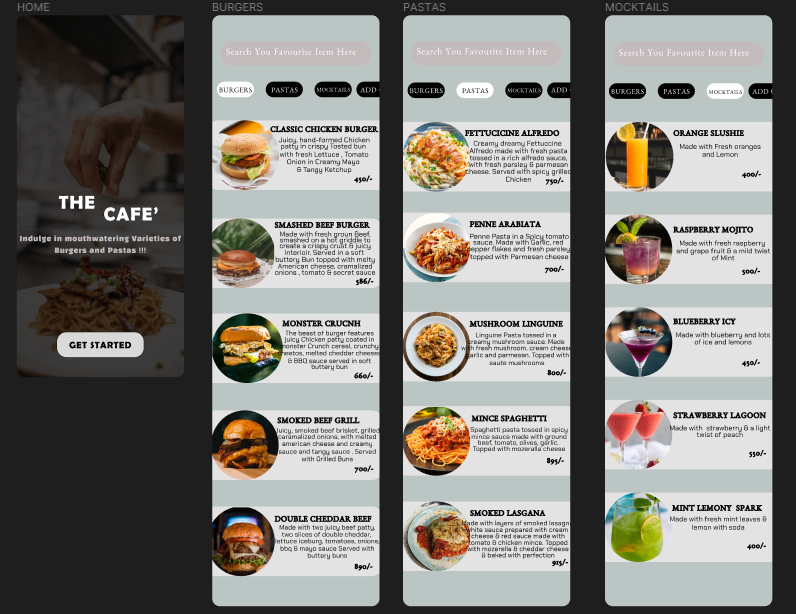 HOME
THE
CAFE’
Indulge in mouthwatering Varieties of
Burgers and Pastas !!!
GET STARTED
BURGERS
Search You Favourite Item Here
BURGERS
PASTAS
MOCKTAILS
ADD
CLASSIC CHICKEN BURGER
Juicy, hand-formed Chicken
patty in crispy Tosted bun
with fresh Lettuce , Tomato
Onion in Creamy Mayo
& Tangy Ketchup
450/-
SMASHED BEEF BURGER
Made with fresh groun Beef,
smashed on a hot griddle to
create a crispy crust & juicy
interioir. Served in a soft
buttery Bun topped with melty
American cheese, cramalized
onions , tomato & secret sauce
586/-
MONSTER CRUCNH
The beast of burger features
juicy Chicken patty coated in
monster Crunch cereal, crunchy
cheetos, melted cheddar cheese
& BBQ sauce served in soft
buttery bun
660/-
SMOKED BEEF GRILL
Juicy, smoked beef brisket, grilled
caramalized onions, with melted
american cheese and creamy
sauce and tangy sauce . Served
with Grilled Buns
700/-
DOUBLE CHEDDAR BEEF
Made with two juicy beef patty,
two slices of double cheddar,
lettuce iceburg, tomatoes, onions,
bbq & mayo sauce Served with
buttery buns
890/-
PASTAS
Search You Favourite Item Here
BURGERS
PASTAS
MOCKTAILS
ADD
FETTUCICINE ALFREDO
Creamy dreamy Fettuccine
Alfredo made with fresh pasta
tossed in a rich alfredo sauce,
with fresh parsley & parmesan
cheese. Served with spicy grilled
Chicken
750/-
PENNE ARABIATA
Penne Pasta in a Spicy tomato
sauce. Made with Garlic, red
pepper flakes and fresh parsley
topped with Parmesan cheese
700/-
MUSHROOM LINGUINE
Linguine Pasta tossed in a
creamy mushroom sauce. Made
with fresh mushroom, cream cheese
garlic and parmesan. Topped with
saute mushrooms
800/-
MINCE SPAGHETTI
Spaghetti pasta tossed in spicy
mince sauce made with ground
beef, tomato, olives, garlic.
Topped with mozeralla cheese
895/-
SMOKED LASGANA
Made with layers of smoked lasagna
white sauce prepared with cream
cheese & red sauce made with
tomato & chicken mince. Topped
with mozerella & cheddar cheese
& baked with perfection
925/-
MOCKTAILS
Search You Favourite Item Here
BURGERS
PASTAS
MOCKTAILS
ADD
ORANGE SLUSHIE
Made with Fresh oranges
and Lemon
400/-
RASPBERRY MOJITO
Made with fresh raspberry
and grape fruit & a mild twist
of Mint
500/-
BLUEBERRY ICY
Made with blueberry and lots
of ice and lemons
450/-
STRAWBERRY LAGOON
Made with strawberry & a light
twist of peach
550/-
MINT LEMONY SPARK
Made with fresh mint leaves &
lemon with soda
400/-